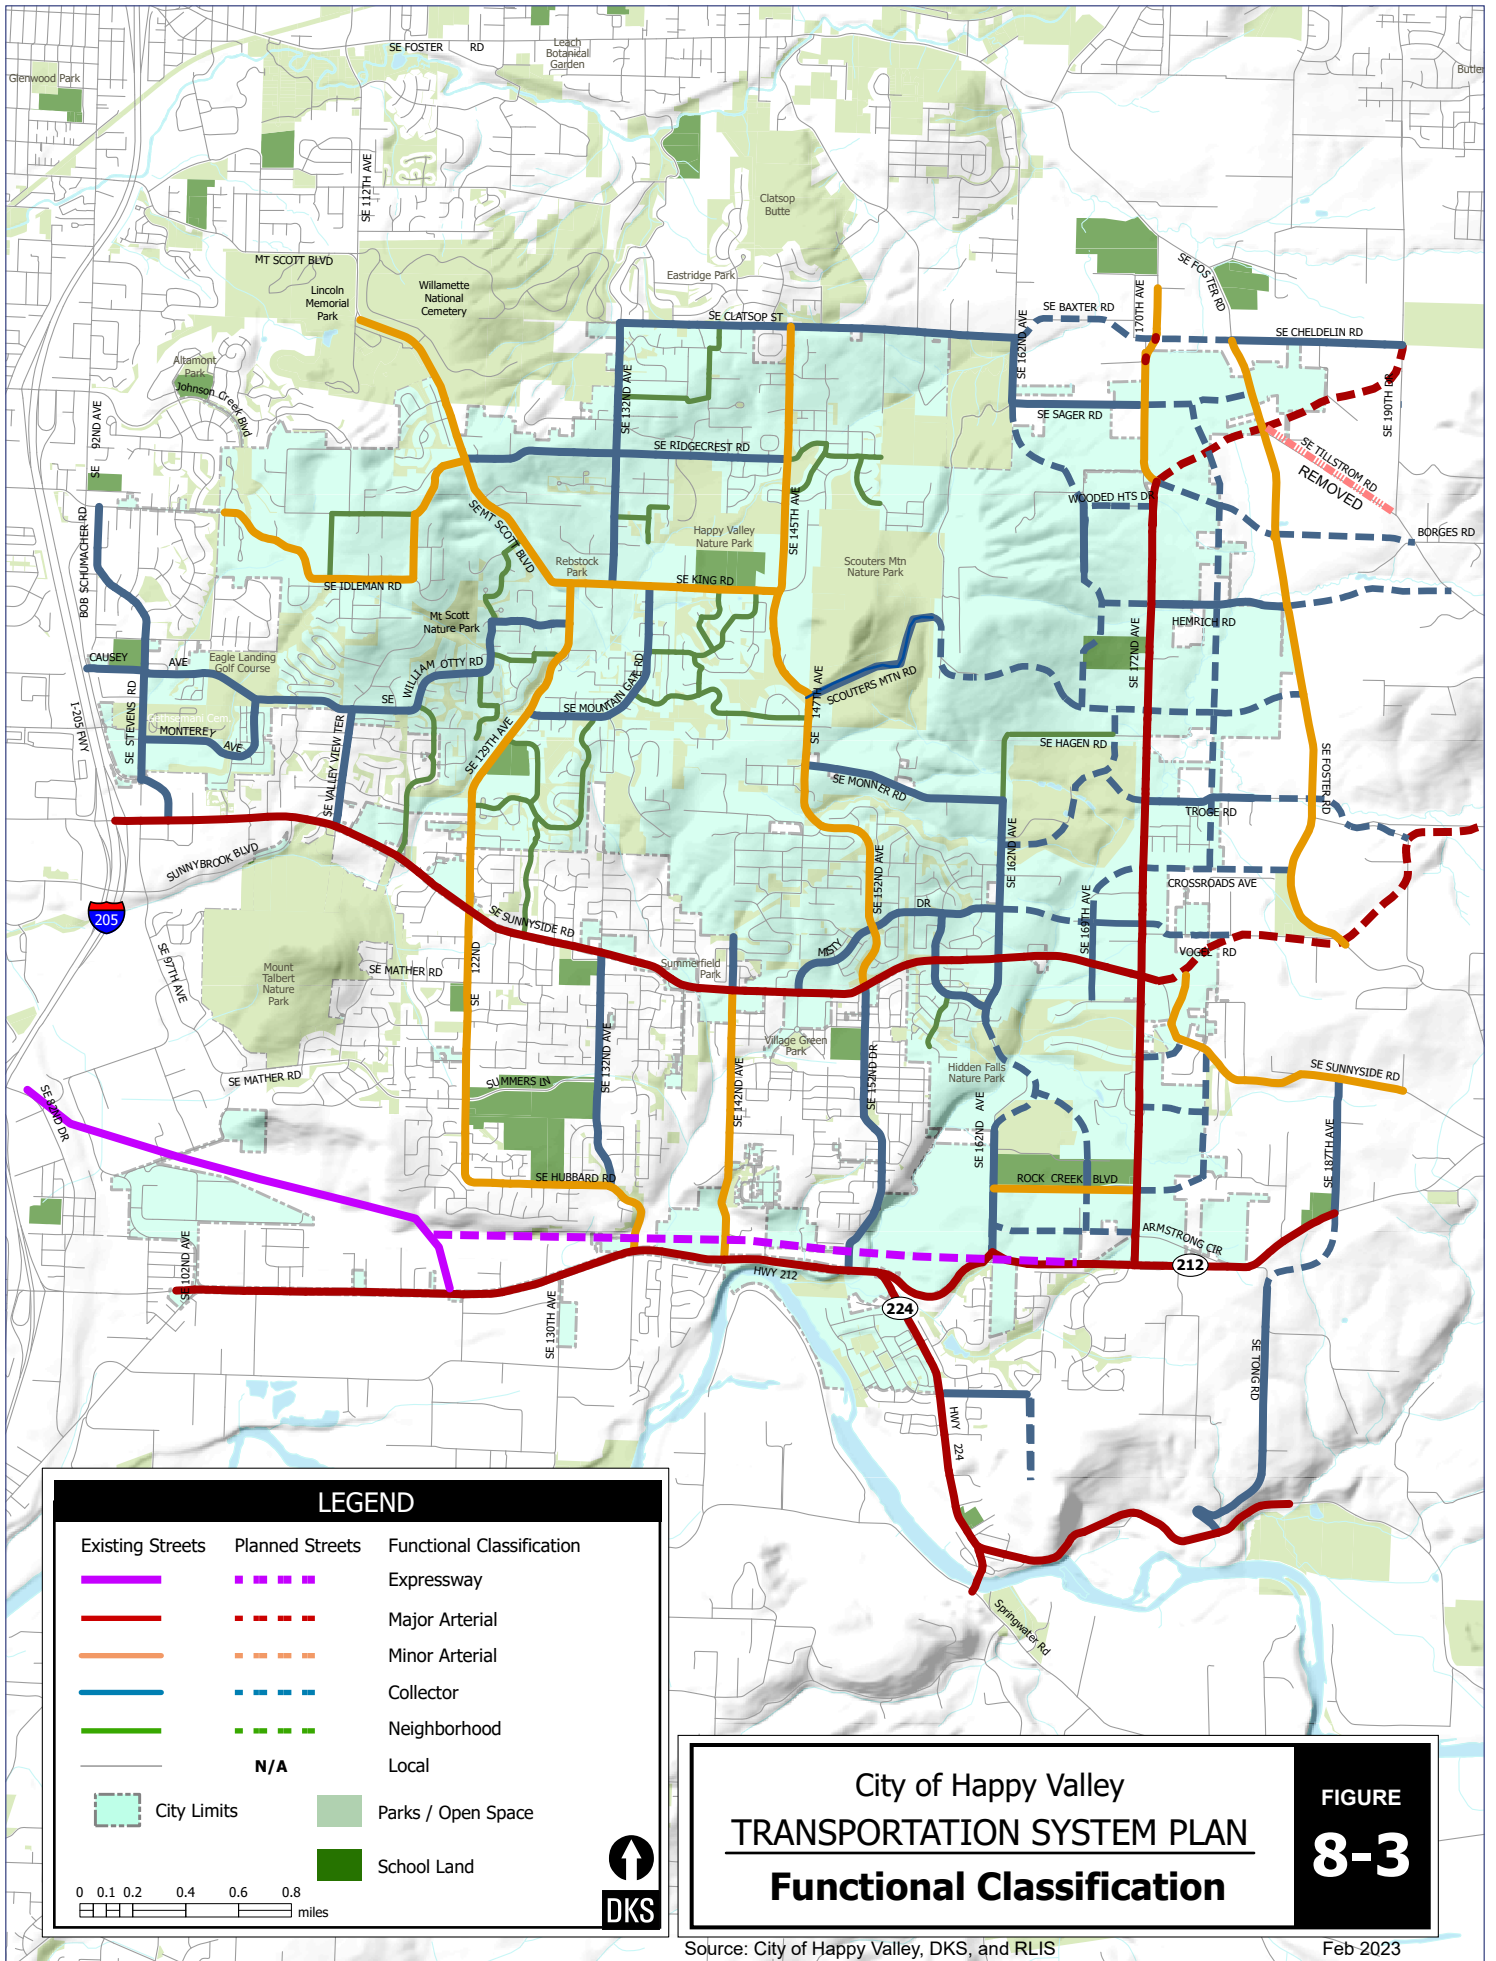 SE FOSTER RD
Leach
Botanical
Garden
Glenwood Park
Butler
SE 112TH AVE
Clatsop
Butte
MT SCOTT BLVD
Lincoln
Memorial
Park
Willamette
National
Cemetery
Eastridge Park
SE FOSTER RD
170TH AVE
SE BAXTER RD
SE CLATSOP ST
SE CHELDELIN RD
SE 162ND AVE
Altamont
Park
Johnson Creek Blvd
SE 132ND AVE
SE 190TH DR
SE 92ND AVE
SE SAGER RD
SE RIDGECREST RD
SE TILLSTROM RD
REMOVED
WOODED HTS DR
SE MT SCOTT BLVD
SE 145TH AVE
BOB SCHUMACHER RD
Happy Valley
Nature Park
BORGES RD
Rebstock
Park
Scouters Mtn
Nature Park
SE IDLEMAN RD
SE KING RD
Mt Scott
Nature Park
HEMRICH RD
SE 172ND AVE
CAUSEY AVE
Eagle Landing
Golf Course
SE WILLIAM OTTY RD
SCOUTERS MTN RD
SE MOUNTAIN GATE RD
SE 147TH AVE
I-205 FWY
SE STEVENS RD
Gethsemani Cem.
MONTEREY AVE
SE VALLEY VIEW TER
SE 129TH AVE
SE HAGEN RD
SE FOSTER RD
SE MONNER RD
TROGE RD
SUNNYBROOK BLVD
SE 162ND AVE
SE 152ND AVE
CROSSROADS AVE
205
SE SUNNYSIDE RD
MISTY DR
SE 169TH AVE
SE 97TH AVE
VOGEL RD
Mount
Talbert
Nature
Park
SE MATHER RD
SE 122ND
Summerfield
Park
Village Green
Park
SE MATHER RD
SUMMERS LN
SE 132ND AVE
SE 142ND AVE
SE 152ND DR
Hidden Falls
Nature Park
SE SUNNYSIDE RD
SE 82ND DR
SE 162ND AVE
SE 187TH AVE
SE HUBBARD RD
ROCK CREEK BLVD
ARMSTRONG CIR
SE 102ND AVE
HWY 212
212
224
SE 130TH AVE
SE TONG RD
HWY 224
Springwater Rd
LEGEND
Existing Streets Planned Streets Functional Classification
Expressway
Major Arterial
Minor Arterial
Collector
Neighborhood
N/A Local
City Limits Parks / Open Space
School Land
0 0.1 0.2 0.4 0.6 0.8
miles
DKS
City of Happy Valley
TRANSPORTATION SYSTEM PLAN
Functional Classification
FIGURE
8-3
Source: City of Happy Valley, DKS, and RLIS Feb 2023